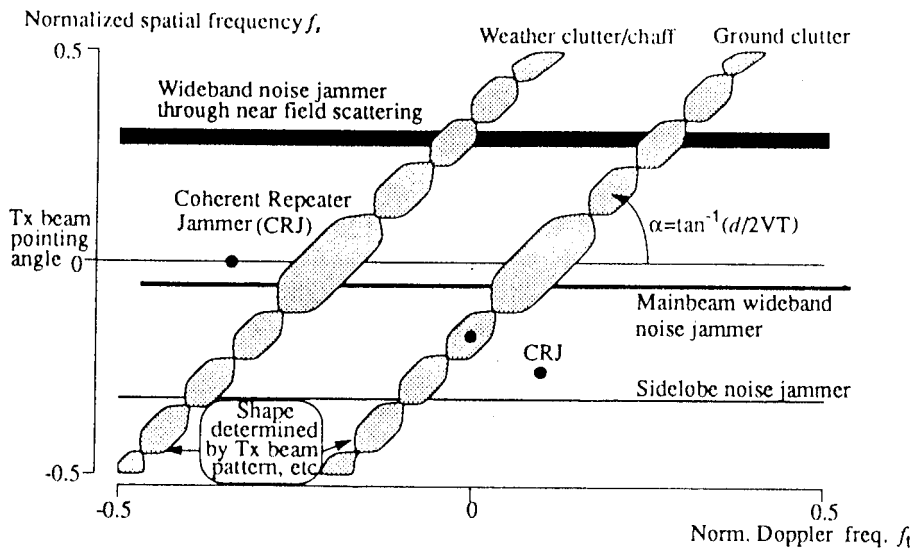 Normalized spatial frequency fs
0.5
Weather clutter/chaff
Ground clutter
Wideband noise jammer
through near field scattering
Coherent Repeater
Jammer (CRJ)
Tx beam
pointing
angle
0
α=tan⁻¹(d/2VT)
Mainbeam wideband
noise jammer
CRJ
Sidelobe noise jammer
Shape
determined
by Tx beam
pattern, etc
-0.5
-0.5
0
0.5
Norm. Doppler freq. ft